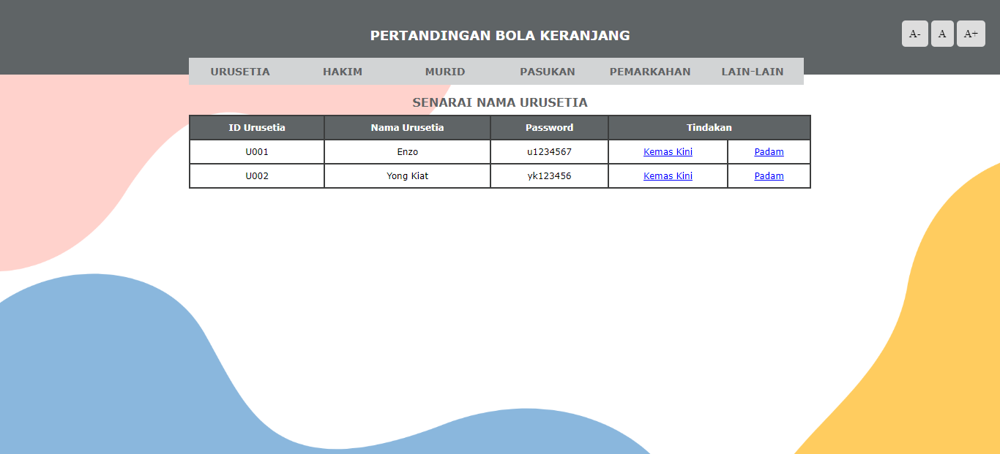 PERTANDINGAN BOLA KERANJANG
A- A A+
URUSETIA HAKIM MURID PASUKAN PEMARKAHAN LAIN-LAIN
SENARAI NAMA URUSETIA
ID Urusetia Nama Urusetia Password Tindakan
U001 Enzo u1234567 Kemas Kini Padam
U002 Yong Kiat yk123456 Kemas Kini Padam